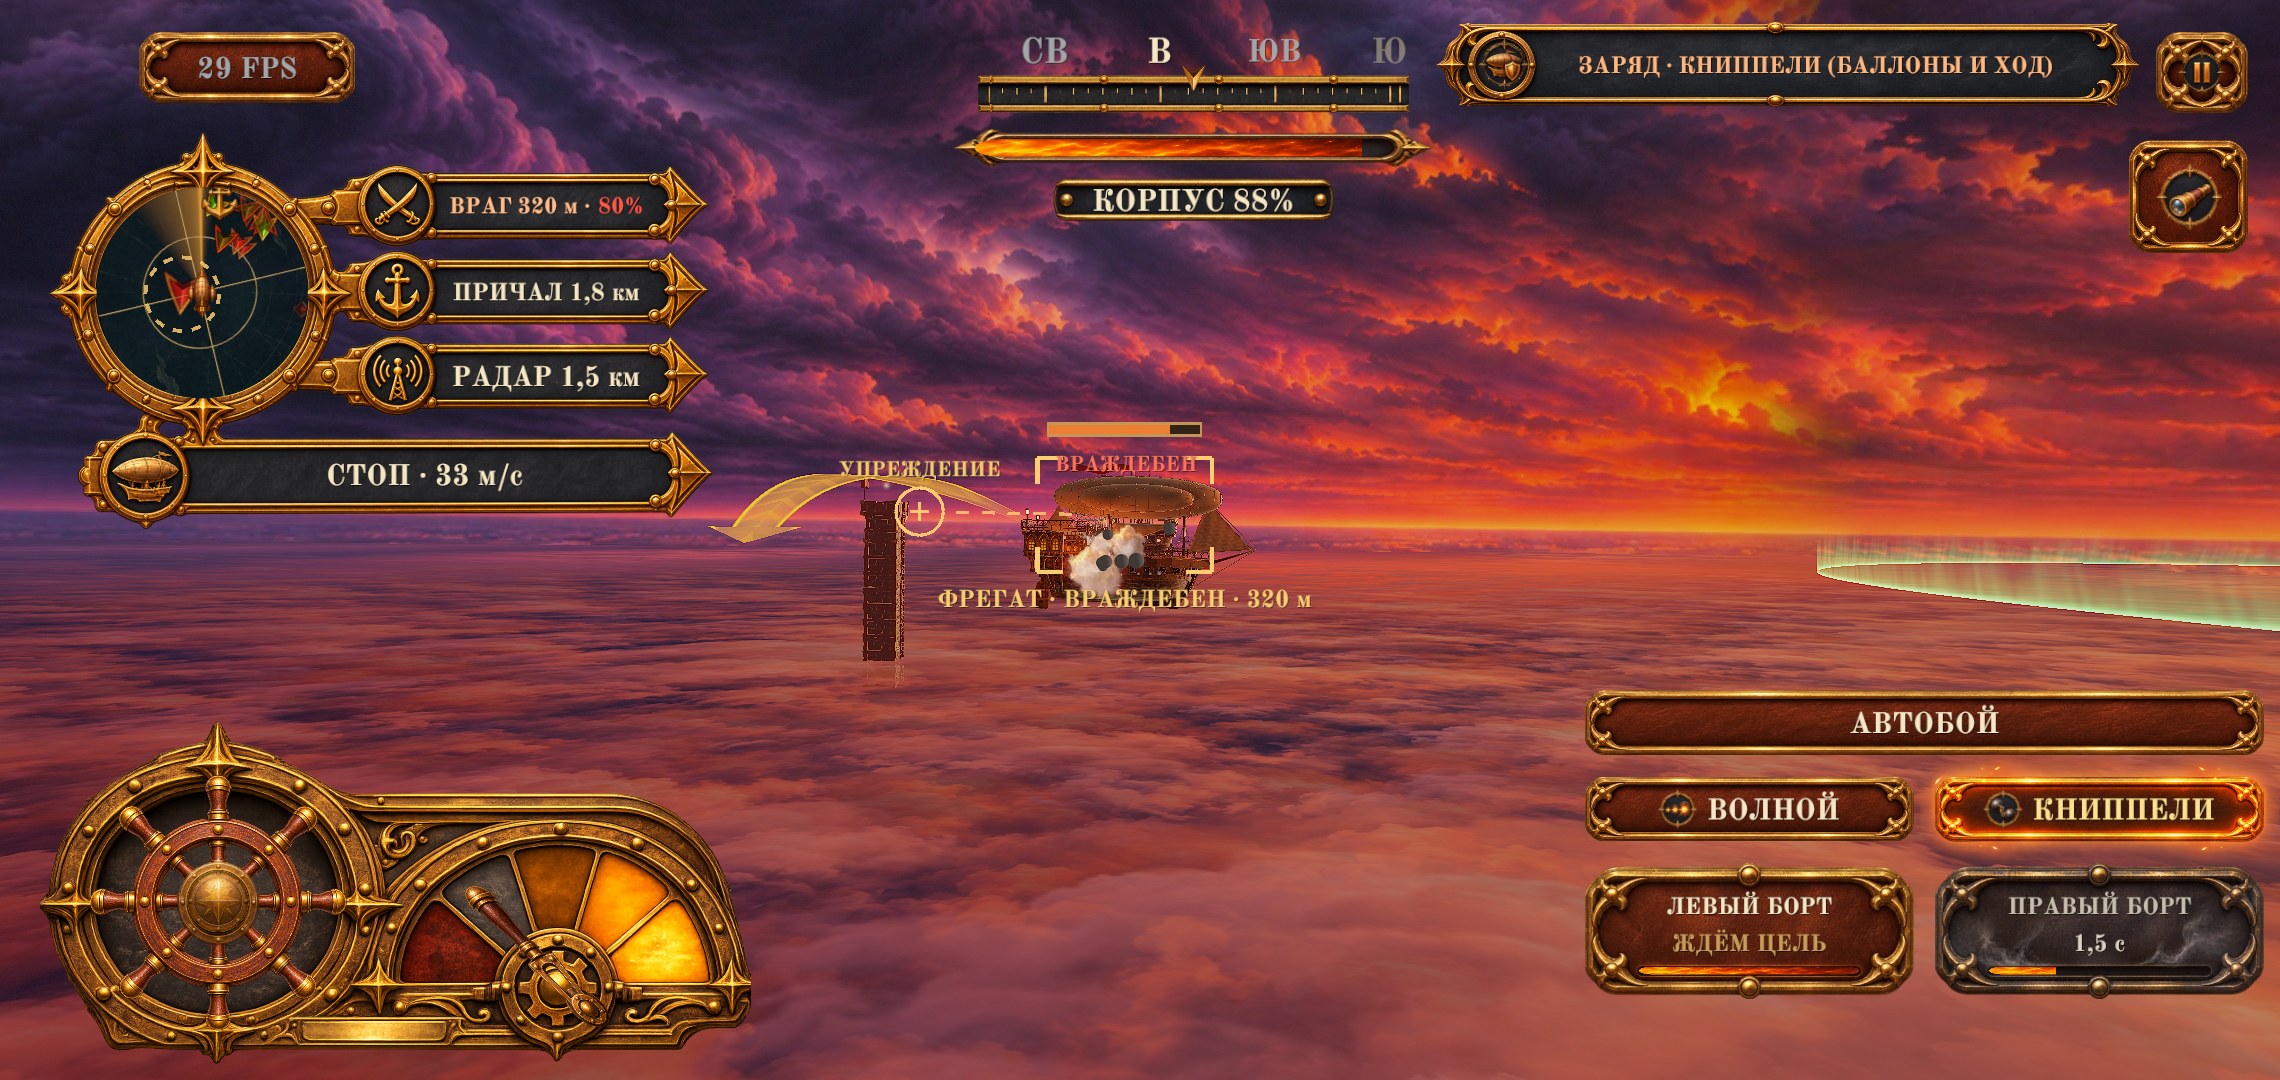 29 FPS
СВ В ЮВ Ю
ЗАРЯД · КНИППЕЛИ (БАЛЛОНЫ И ХОД)
КОРПУС 88%
ВРАГ 320 м · 80%
ПРИЧАЛ 1,8 км
РАДАР 1,5 км
СТОП · 33 м/с
УПРЕЖДЕНИЕ
ВРАЖДЕБЕН
ФРЕГАТ · ВРАЖДЕБЕН · 320 м
АВТОБОЙ
ВОЛНОЙ
КНИППЕЛИ
ЛЕВЫЙ БОРТ
ЖДЁМ ЦЕЛЬ
ПРАВЫЙ БОРТ
1,5 с